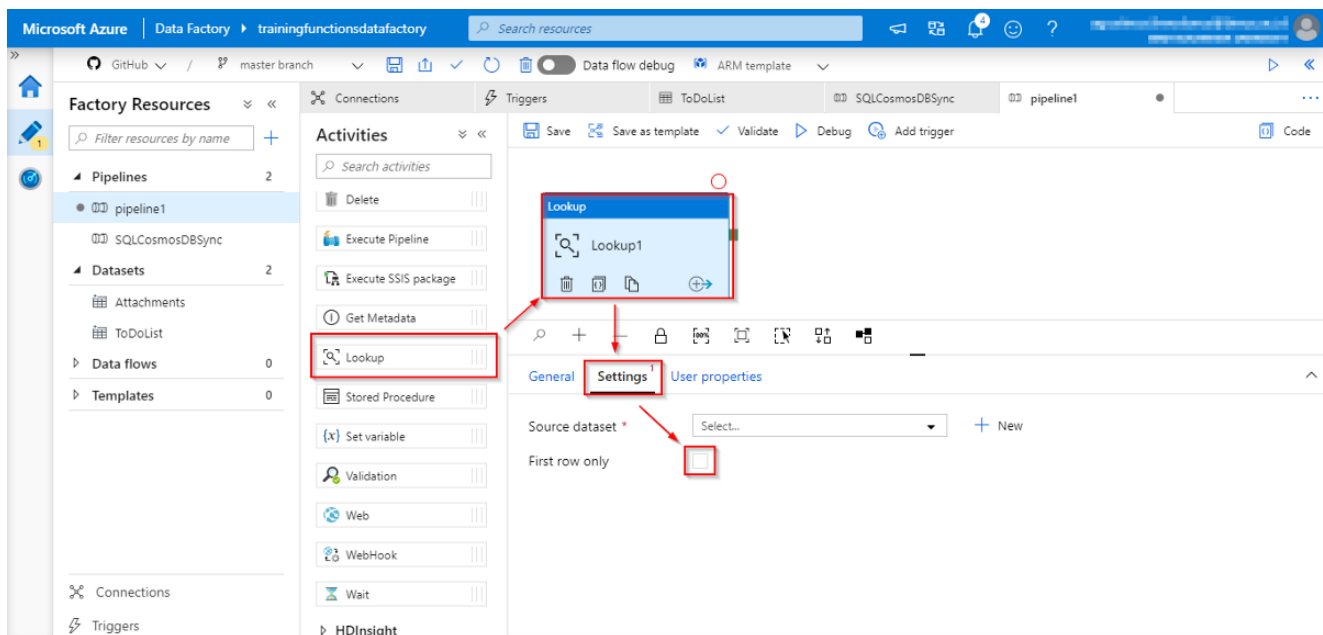 Microsoft Azure Data Factory trainingfunctionsdatafactory Search resources 4 ?
GitHub / master branch Data flow debug ARM template
1
Factory Resources
Filter resources by name
Pipelines 2
pipeline1
SQLCosmosDBSync
Datasets 2
Attachments
ToDoList
Data flows 0
Templates 0
Connections
Triggers
Connections Triggers ToDoList SQLCosmosDBSync pipeline1
Activities
Search activities
Delete
Execute Pipeline
Execute SSIS package
Get Metadata
Lookup
Stored Procedure
{x} Set variable
Validation
Web
WebHook
Wait
HDInsight
Save Save as template Validate Debug Add trigger Code
Lookup
Lookup1
General Settings 1 User properties
Source dataset * Select... New
First row only